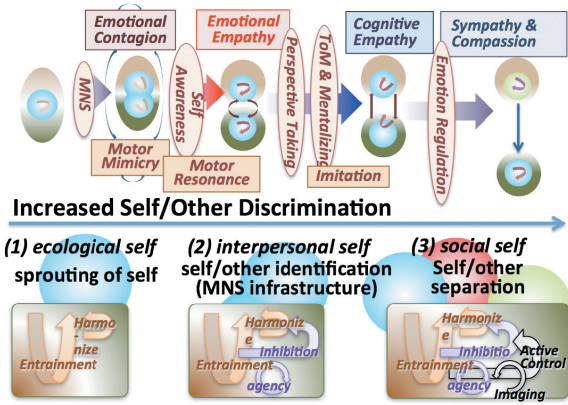 Emotional
Contagion
Emotional
Empathy
Cognitive
Empathy
Sympathy &
Compassion
MNS
Self
Awareness
Perspective Taking
ToM & Mentalizing
Emotion Regulation
Motor
Mimicry
Motor
Resonance
Imitation
Increased Self/Other Discrimination
(1) ecological self
sprouting of self
(2) interpersonal self
self/other identification
(MNS infrastructure)
(3) social self
Self/other
separation
Harmo-
nize
Entrainment
Harmoniz
e
Inhibition
Entrainment
agency
Harmoniz
e
Inhibitio
Active
Control
Entrainment
agency
Imaging